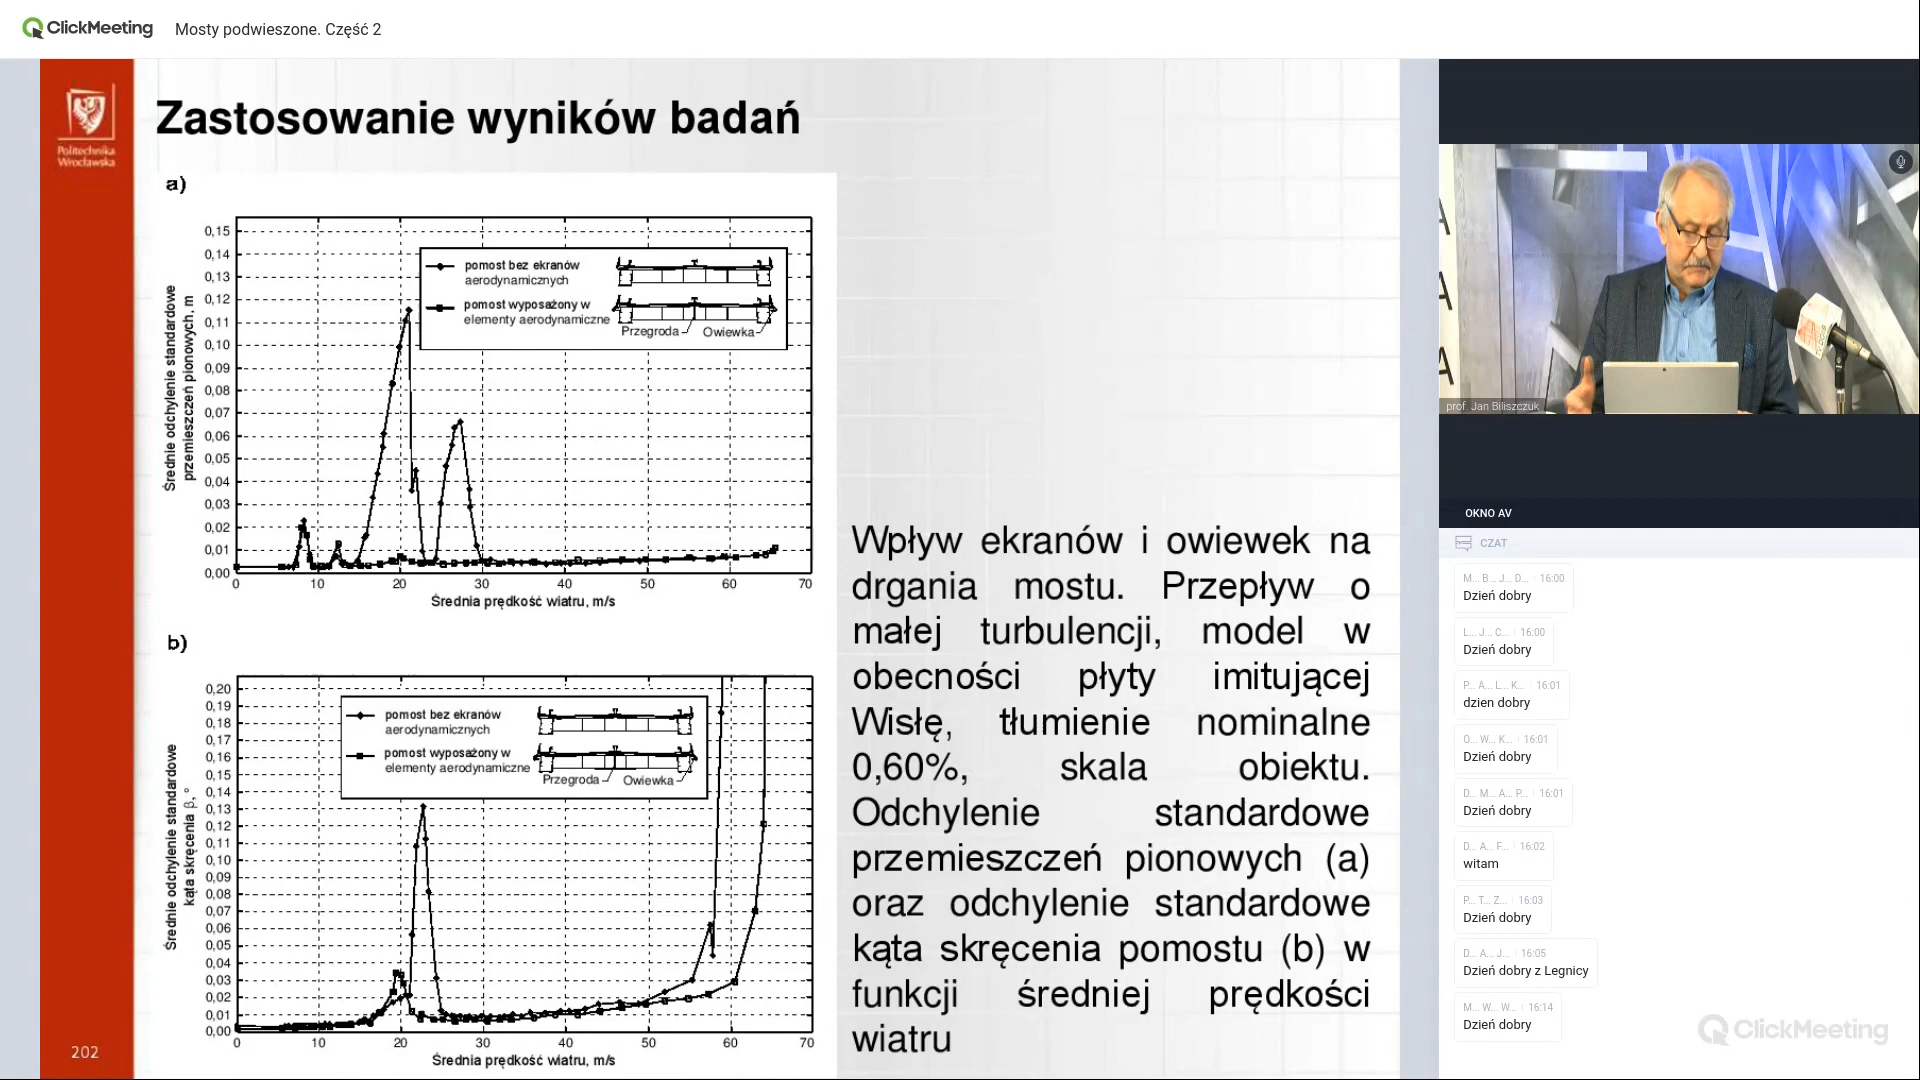 ClickMeeting
Mosty podwieszone. Część 2
Politechnika
Wrocławska
Zastosowanie wyników badań
a)
Średnie odchylenie standardowe
przemieszczeń pionowych, m
0,15
0,14
0,13
0,12
0,11
0,10
0,09
0,08
0,07
0,06
0,05
0,04
0,03
0,02
0,01
0,00
0
10
20
30
40
50
60
70
Średnia prędkość wiatru, m/s
pomost bez ekranów
aerodynamicznych
pomost wyposażony w
elementy aerodynamiczne
Przegroda
Owiewka
b)
Średnie odchylenie standardowe
kąta skręcenia β, °
0,20
0,19
0,18
0,17
0,16
0,15
0,14
0,13
0,12
0,11
0,10
0,09
0,08
0,07
0,06
0,05
0,04
0,03
0,02
0,01
0,00
0
10
20
30
40
50
60
70
Średnia prędkość wiatru, m/s
pomost bez ekranów
aerodynamicznych
pomost wyposażony w
elementy aerodynamiczne
Przegroda
Owiewka
202
Wpływ ekranów i owiewek na
drgania mostu. Przepływ o
małej turbulencji, model w
obecności płyty imitującej
Wisłę, tłumienie nominalne
0,60%, skala obiektu.
Odchylenie standardowe
przemieszczeń pionowych (a)
oraz odchylenie standardowe
kąta skręcenia pomostu (b) w
funkcji średniej prędkości
wiatru
prof. Jan Biliszczuk
OKNO AV
CZAT
M... B... J... D... 16:00
Dzień dobry
L... J... C... 16:00
Dzień dobry
P... A... L... K... 16:01
dzien dobry
O... W... K... 16:01
Dzień dobry
D... M... A... P... 16:01
Dzień dobry
D... A... F... 16:02
witam
P... T... Z... 16:03
Dzień dobry
D... A... J... 16:05
Dzień dobry z Legnicy
M... W... W... 16:14
Dzień dobry
ClickMeeting